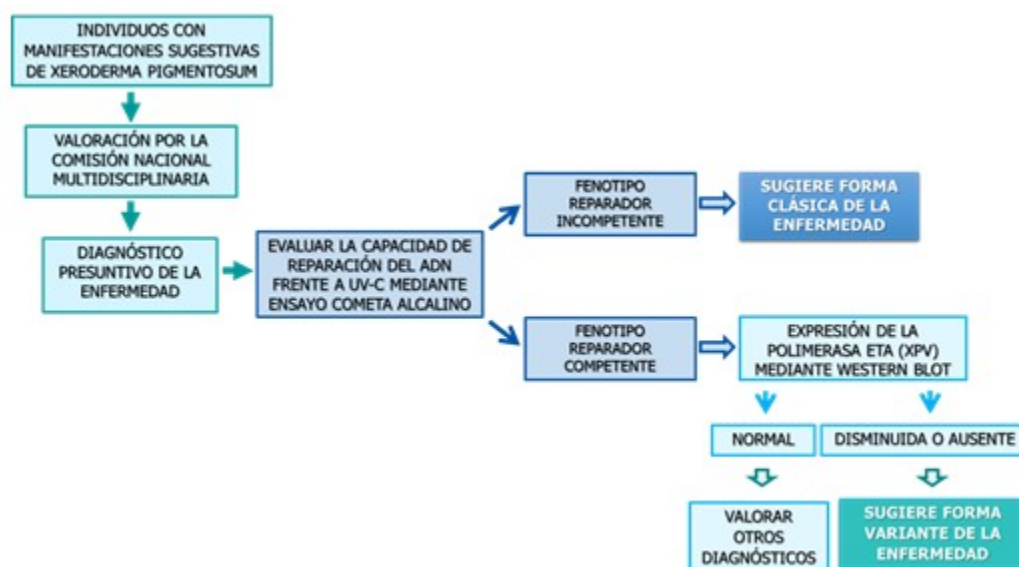 INDIVIDUOS CON
MANIFESTACIONES SUGESTIVAS
DE XERODERMA PIGMENTOSUM
VALORACIÓN POR LA
COMISIÓN NACIONAL
MULTIDISCIPLINARIA
DIAGNÓSTICO
PRESUNTIVO DE LA
ENFERMEDAD
EVALUAR LA CAPACIDAD DE
REPARACIÓN DEL ADN
FRENTE A UV-C MEDIANTE
ENSAYO COMETA ALCALINO
FENOTIPO
REPARADOR
INCOMPETENTE
SUGIERE FORMA
CLÁSICA DE LA
ENFERMEDAD
FENOTIPO
REPARADOR
COMPETENTE
EXPRESIÓN DE LA
POLIMERASA ETA (XPV)
MEDIANTE WESTERN BLOT
NORMAL
DISMINUIDA O AUSENTE
VALORAR
OTROS
DIAGNÓSTICOS
SUGIERE FORMA
VARIANTE DE LA
ENFERMEDAD